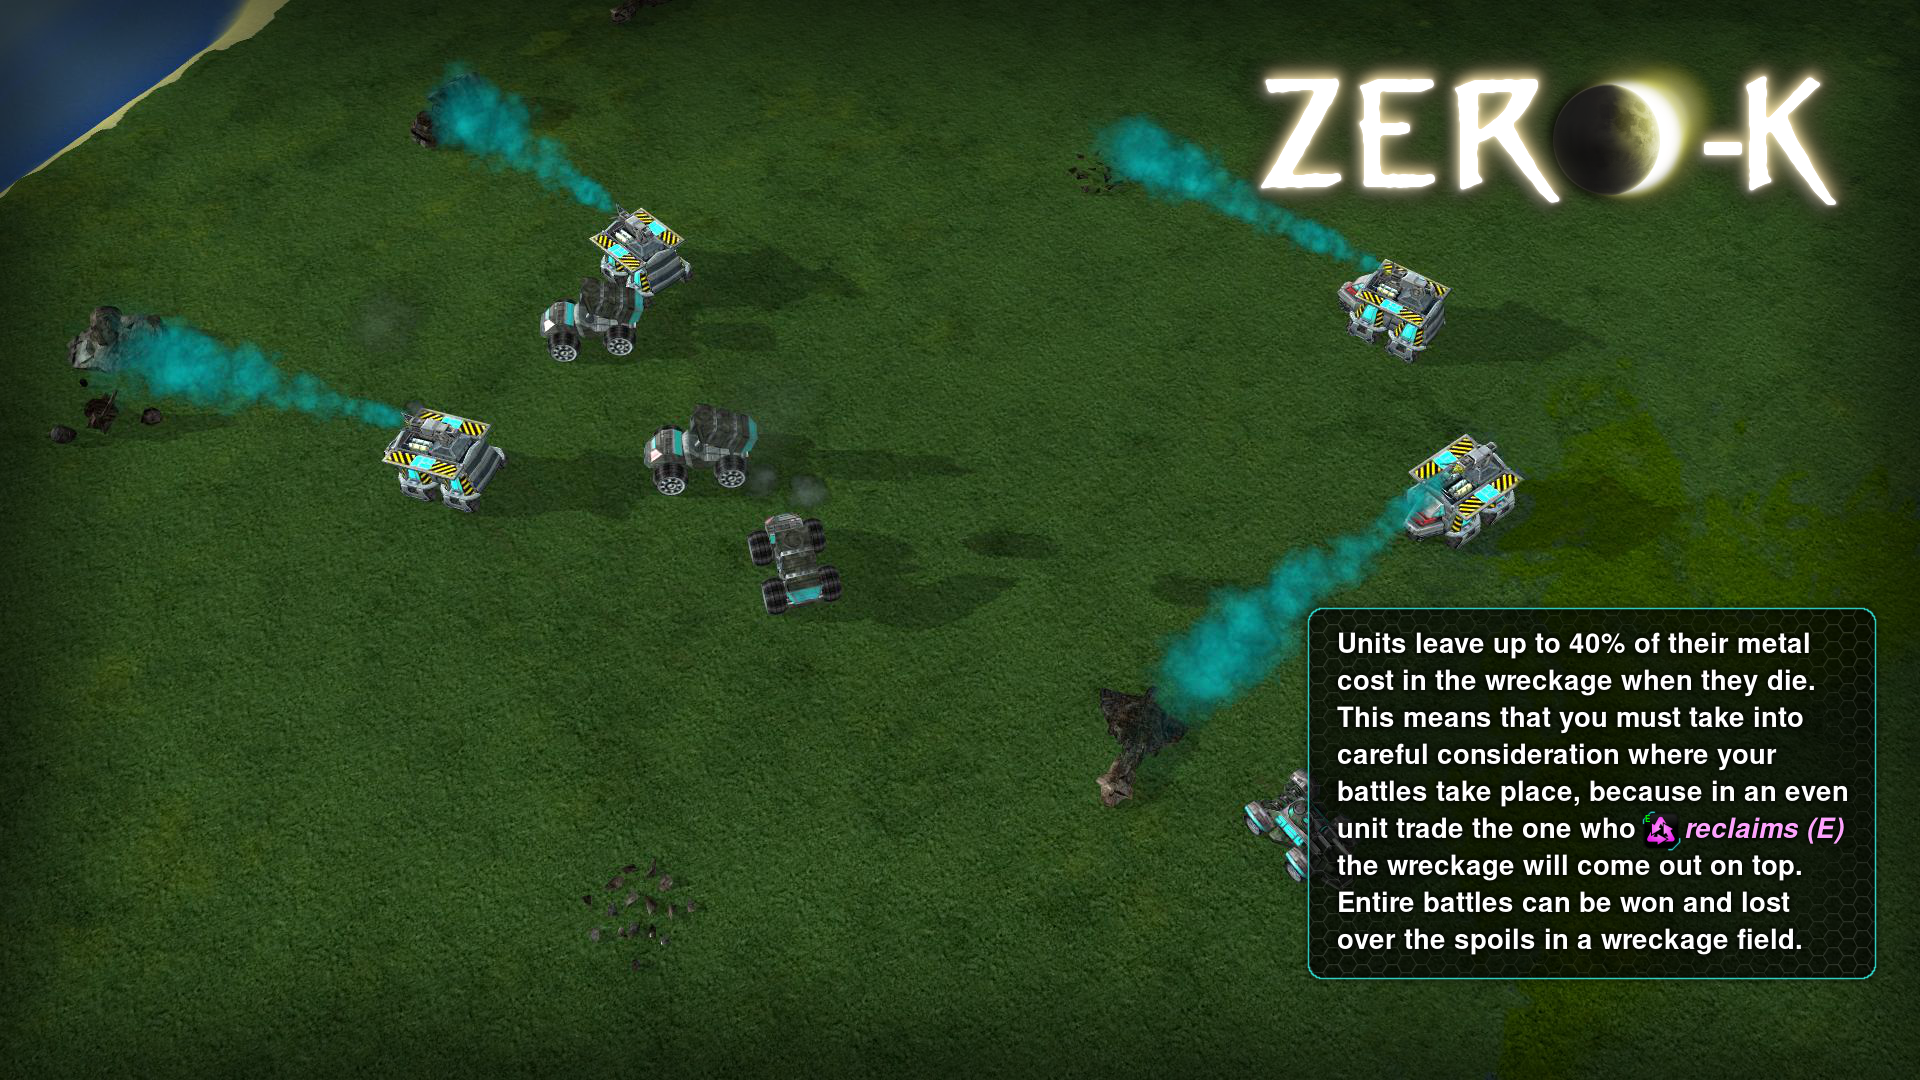 ZERO-K
Units leave up to 40% of their metal
cost in the wreckage when they die.
This means that you must take into
careful consideration where your
battles take place, because in an even
unit trade the one who E reclaims (E)
the wreckage will come out on top.
Entire battles can be won and lost
over the spoils in a wreckage field.